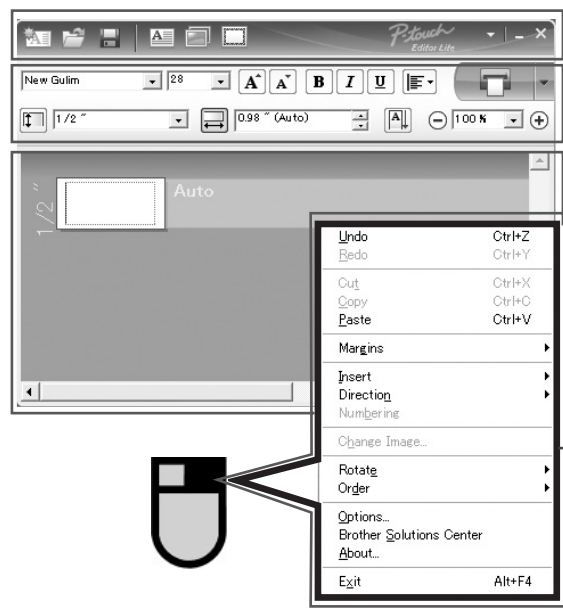 P-touch
Editor Lite
New Gulim 28 A A B I U
1/2 ″ 0.98 ″ (Auto) A 100 %
1/2 ″
Auto
Undo Ctrl+Z
Redo Ctrl+Y
Cut Ctrl+X
Copy Ctrl+C
Paste Ctrl+V
Margins
Insert
Direction
Numbering
Change Image...
Rotate
Order
Options...
Brother Solutions Center
About...
Exit Alt+F4